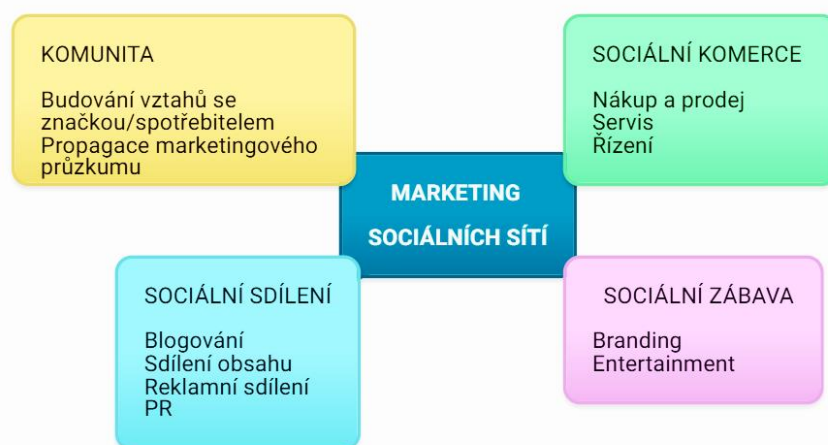 KOMUNITA
Budování vztahů se
značkou/spotřebitelem
Propagace marketingového
průzkumu
SOCIÁLNÍ KOMERCE
Nákup a prodej
Servis
Řízení
MARKETING
SOCIÁLNÍCH SÍTÍ
SOCIÁLNÍ SDÍLENÍ
Blogování
Sdílení obsahu
Reklamní sdílení
PR
SOCIÁLNÍ ZÁBAVA
Branding
Entertainment